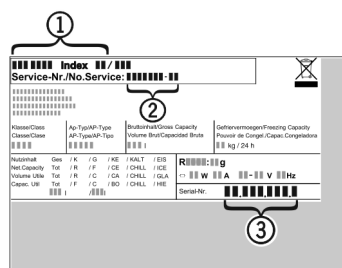 1
Index /
Service-Nr./No.Service: -
2
Klasse/Class
Classe/Clase
Ap-Typ/AP-Type
AP-Type/AP-Tipo
Bruttoinhalt/Gross Capacity
Volume Brut/Capacidad Brute
l
Gefriervermoegen/Freezing Capacity
Pouvoir de Congel./Capac.Congeladora
kg / 24 h
Nutzinhalt Ges / K / G / KE / KALT / EIS
Net.Capacity Tot / R / F / CE / CHILL / ICE
Volume Utile Tot / R / C / CA / CHILL / GLA
Capac. Util Tot / F / C / BO / CHILL / HIE
l / l
R : g
W A - V Hz
Serial-Nr. . . .
3